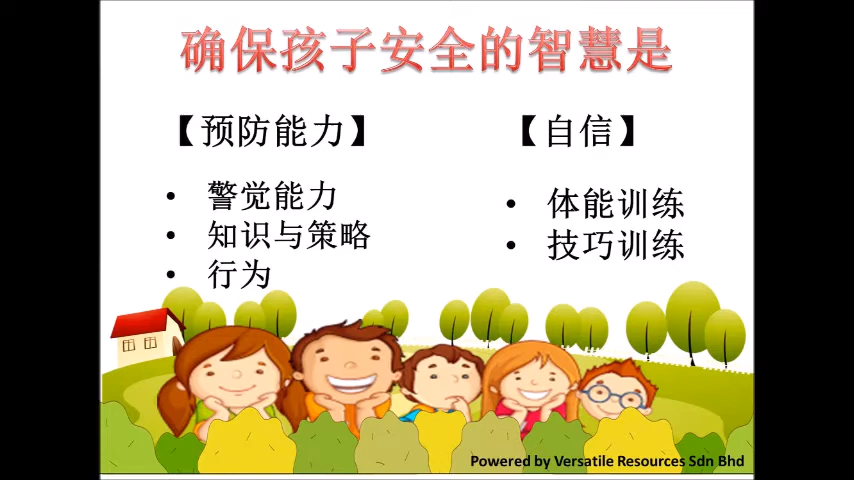 确保孩子安全的智慧是
【预防能力】
• 警觉能力
• 知识与策略
• 行为
【自信】
• 体能训练
• 技巧训练
Powered by Versatile Resources Sdn Bhd